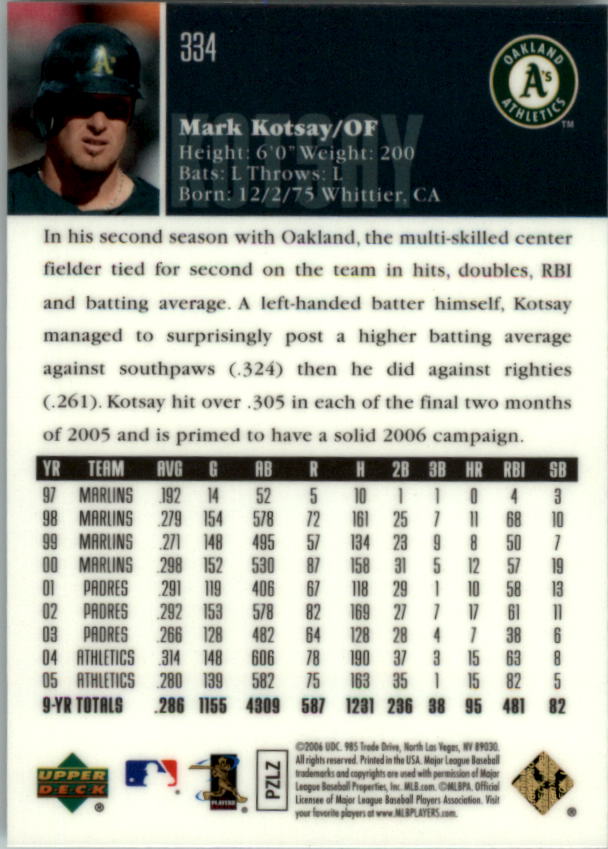 334
OAKLAND
A's
ATHLETICS
TM
KOTSAY
Mark Kotsay/OF
Height: 6'0" Weight: 200
Bats: L Throws: L
Born: 12/2/75 Whittier, CA
In his second season with Oakland, the multi-skilled center
fielder tied for second on the team in hits, doubles, RBI
and batting average. A left-handed batter himself, Kotsay
managed to surprisingly post a higher batting average
against southpaws (.324) then he did against righties
(.261). Kotsay hit over .305 in each of the final two months
of 2005 and is primed to have a solid 2006 campaign.
YR TEAM AVG G AB R H 2B 3B HR RBI SB
97 MARLINS .192 14 52 5 10 1 1 0 4 3
98 MARLINS .279 154 578 72 161 25 7 11 68 10
99 MARLINS .271 148 495 57 134 23 9 8 50 7
00 MARLINS .298 152 530 87 158 31 5 12 57 19
01 PADRES .291 119 406 67 118 29 1 10 58 13
02 PADRES .292 153 578 82 169 27 7 17 61 11
03 PADRES .266 128 482 64 128 28 4 7 38 6
04 ATHLETICS .314 148 606 78 190 37 3 15 63 8
05 ATHLETICS .280 139 582 75 163 35 1 15 82 5
9-YR TOTALS .286 1155 4309 587 1231 236 38 95 481 82
UPPER
DECK
®
PLAYERS
PZLZ
©2006 UDC. 985 Trade Drive, North Las Vegas, NV 89030.
All rights reserved. Printed in the USA. Major League Baseball
trademarks and copyrights are used with permission of Major
League Baseball Properties, Inc. MLB.com. ©MLBPA. Official
Licensee of Major League Baseball Players Association. Visit
your favorite players at www.MLBPLAYERS.com.
®